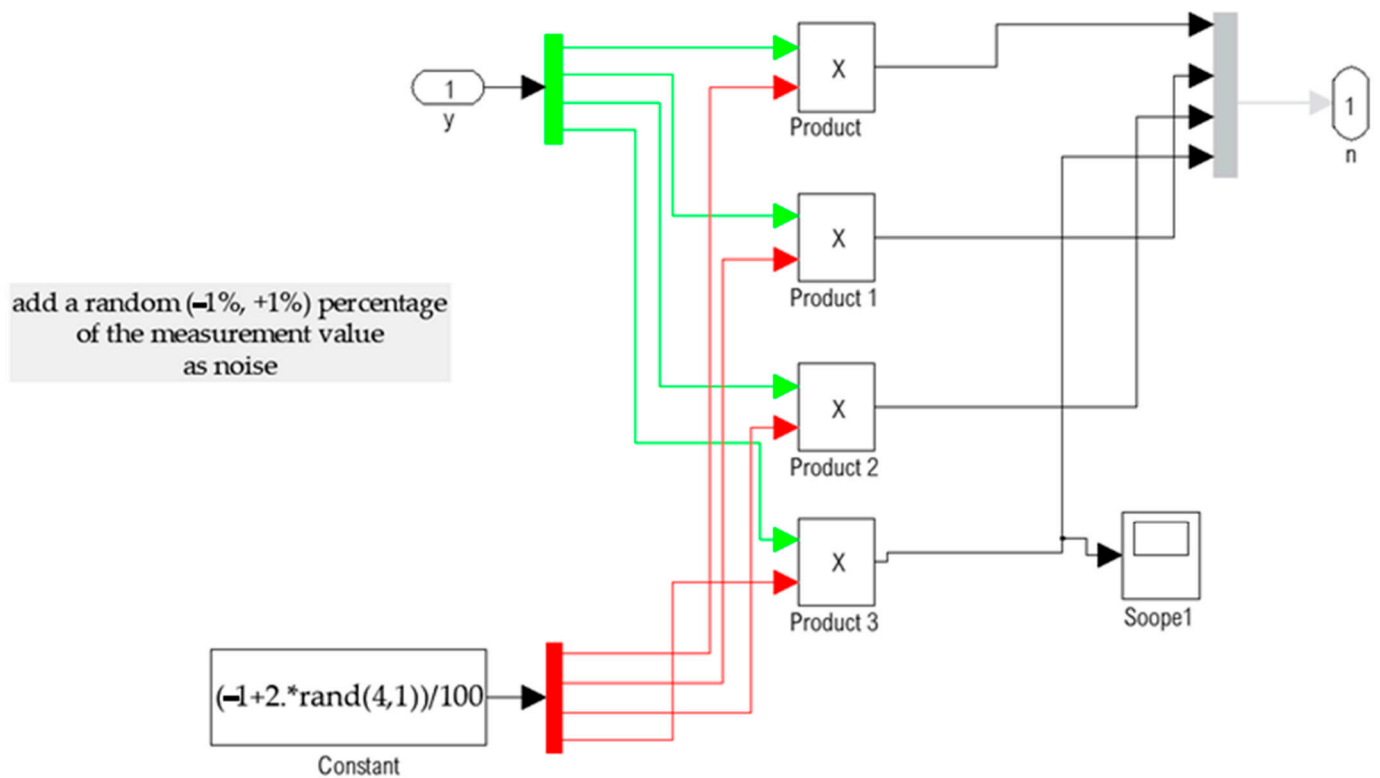 1
y
X
Product
1
n
X
Product 1
add a random (–1%, +1%) percentage
of the measurement value
as noise
X
Product 2
X
Product 3
Soope1
(–1+2.*rand(4,1))/100
Constant